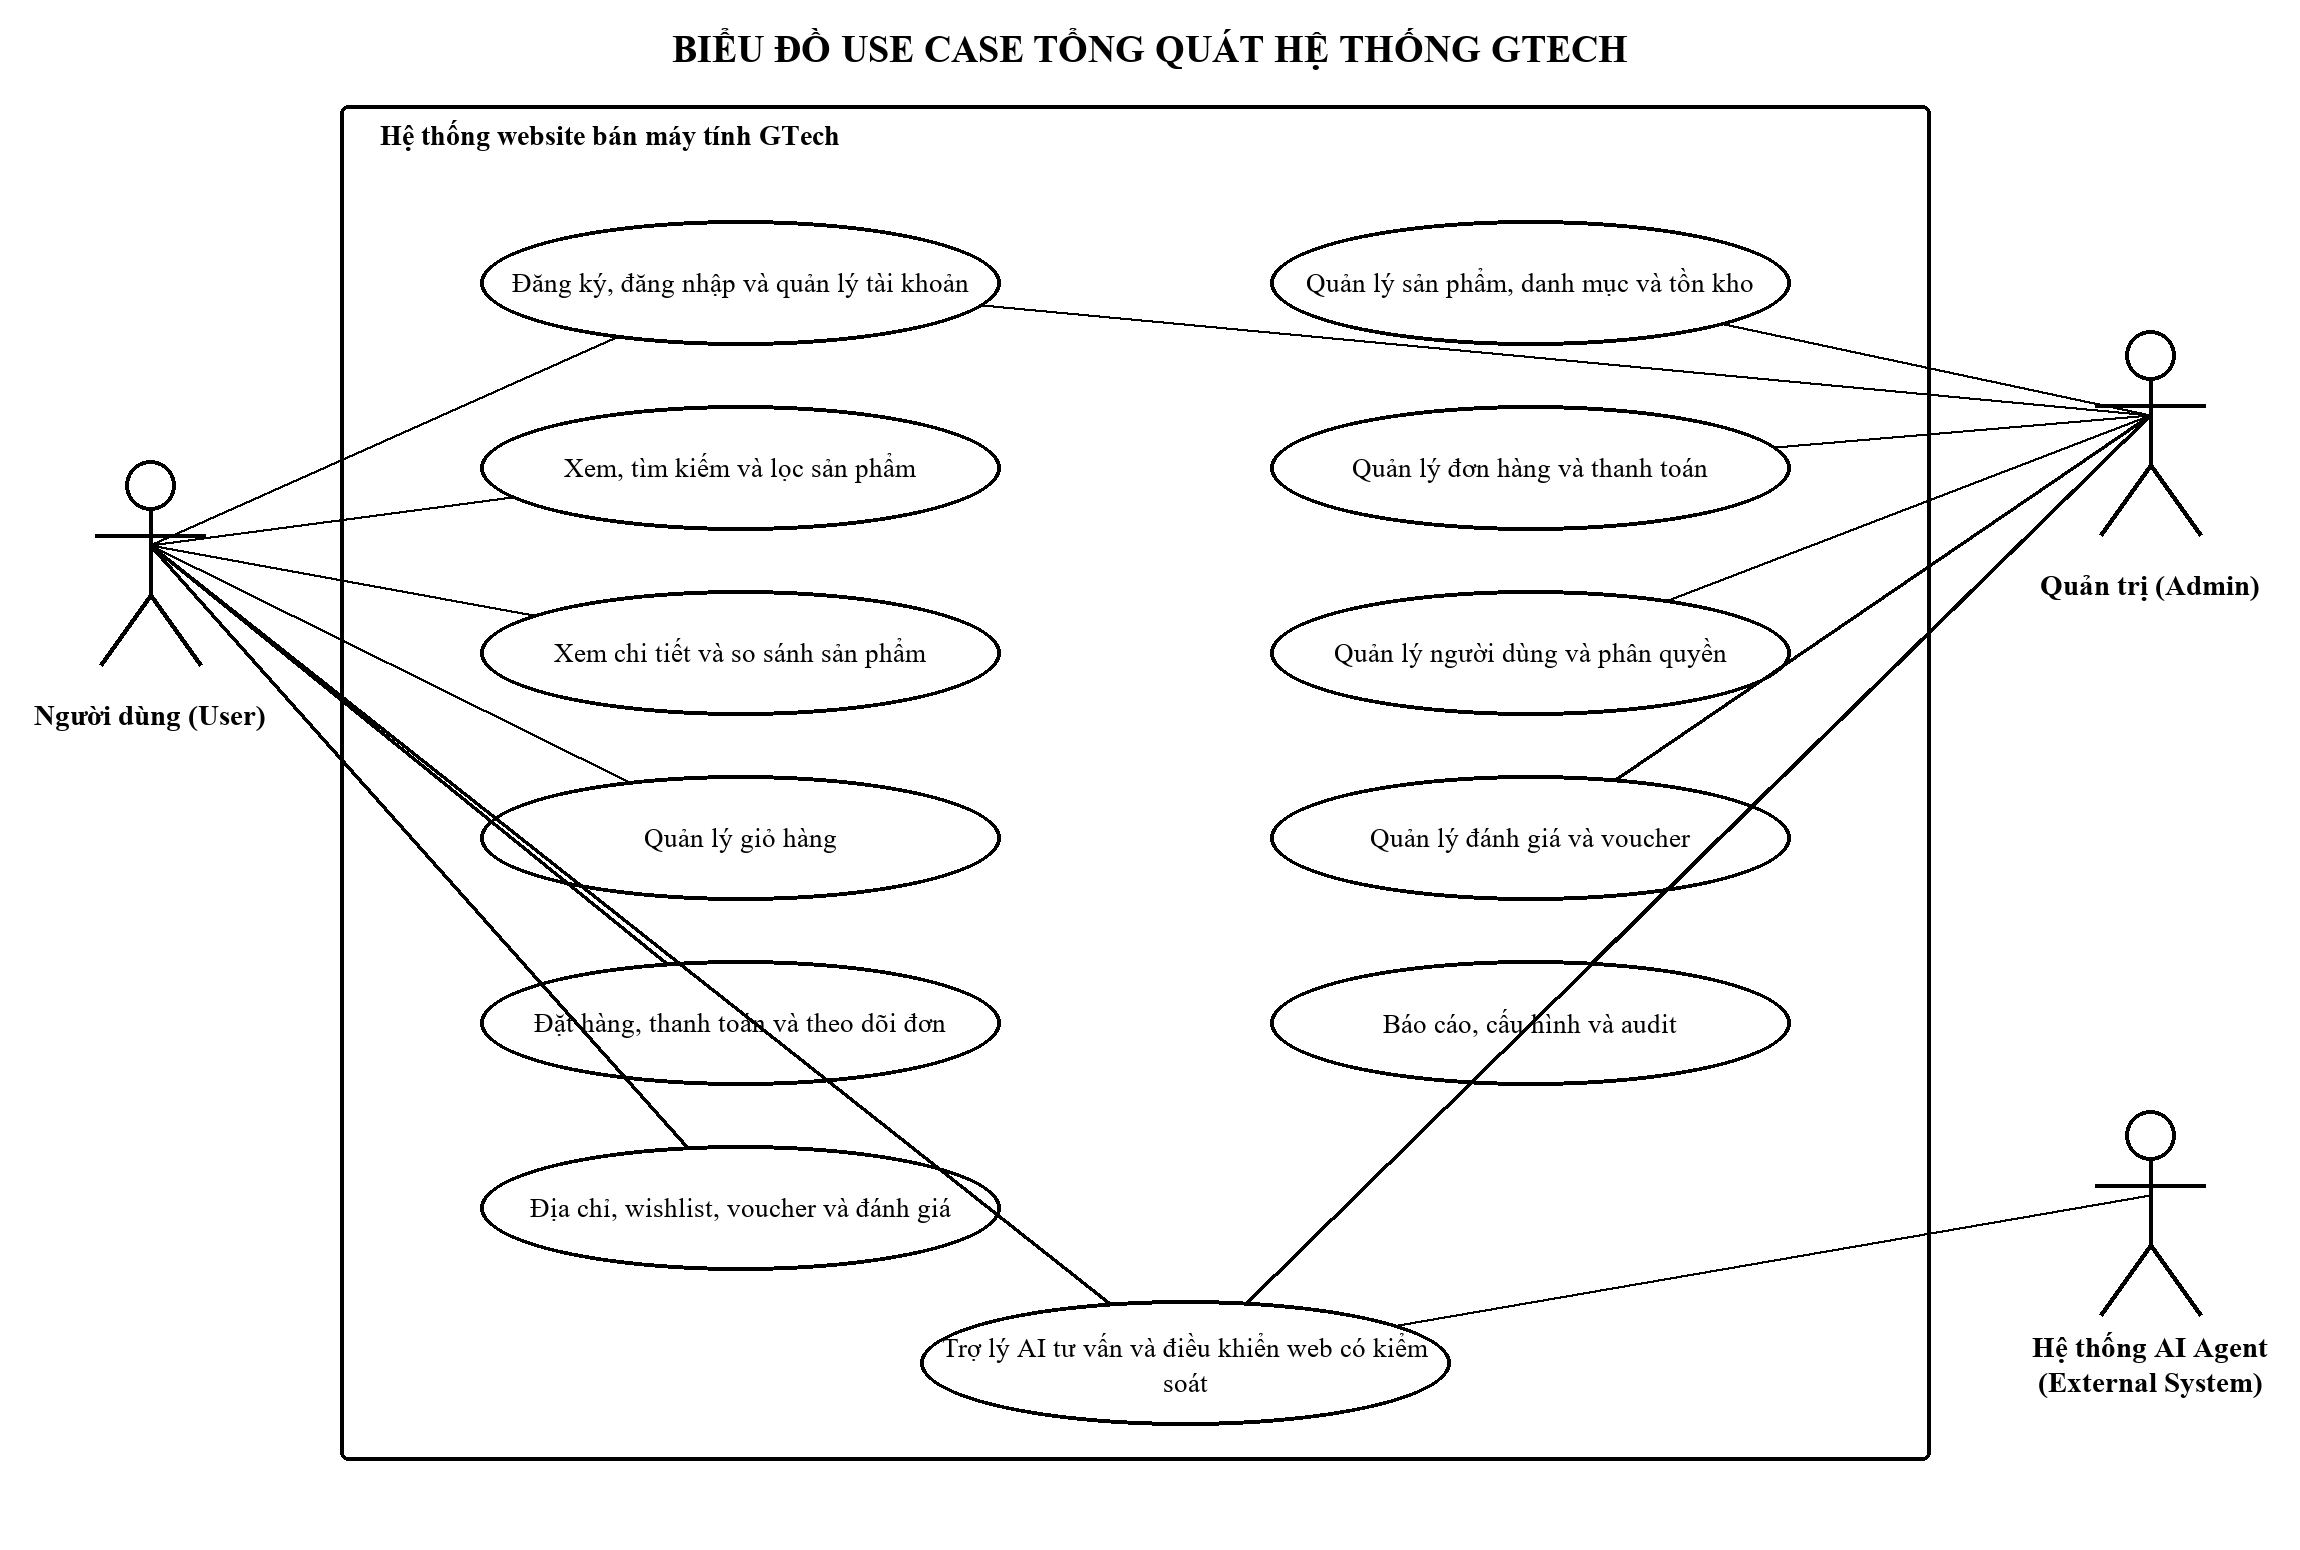 BIỂU ĐỒ USE CASE TỔNG QUÁT HỆ THỐNG GTECH
Hệ thống website bán máy tính GTech
Đăng ký, đăng nhập và quản lý tài khoản
Quản lý sản phẩm, danh mục và tồn kho
Xem, tìm kiếm và lọc sản phẩm
Quản lý đơn hàng và thanh toán
Quản trị (Admin)
Xem chi tiết và so sánh sản phẩm
Quản lý người dùng và phân quyền
Người dùng (User)
Quản lý giỏ hàng
Quản lý đánh giá và voucher
Đặt hàng, thanh toán và theo dõi đơn
Báo cáo, cấu hình và audit
Địa chỉ, wishlist, voucher và đánh giá
Trợ lý AI tư vấn và điều khiển web có kiểm
soát
Hệ thống AI Agent
(External System)